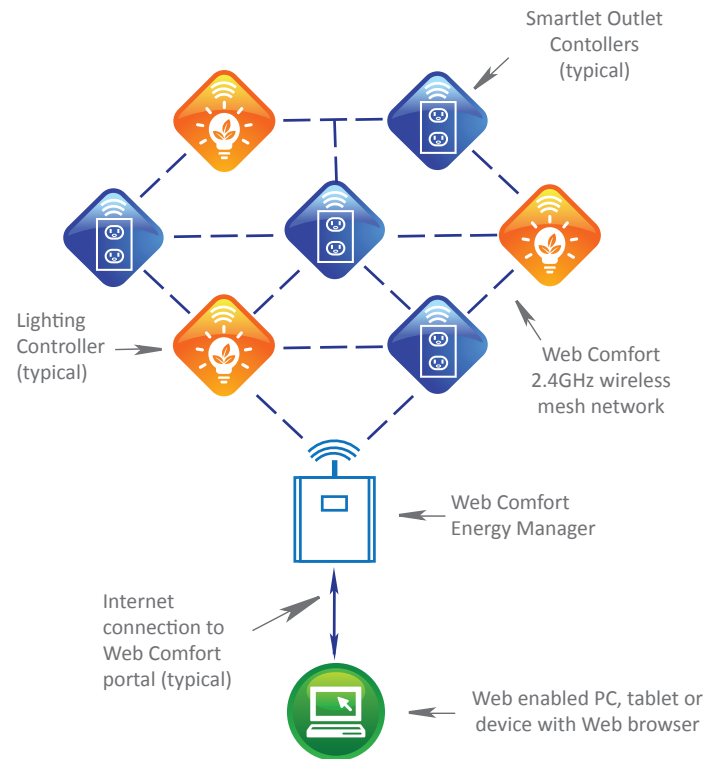 Smartlet Outlet
Contollers
(typical)
Lighting
Controller
(typical)
Web Comfort
2.4GHz wireless
mesh network
Web Comfort
Energy Manager
Internet
connection to
Web Comfort
portal (typical)
Web enabled PC, tablet or
device with Web browser